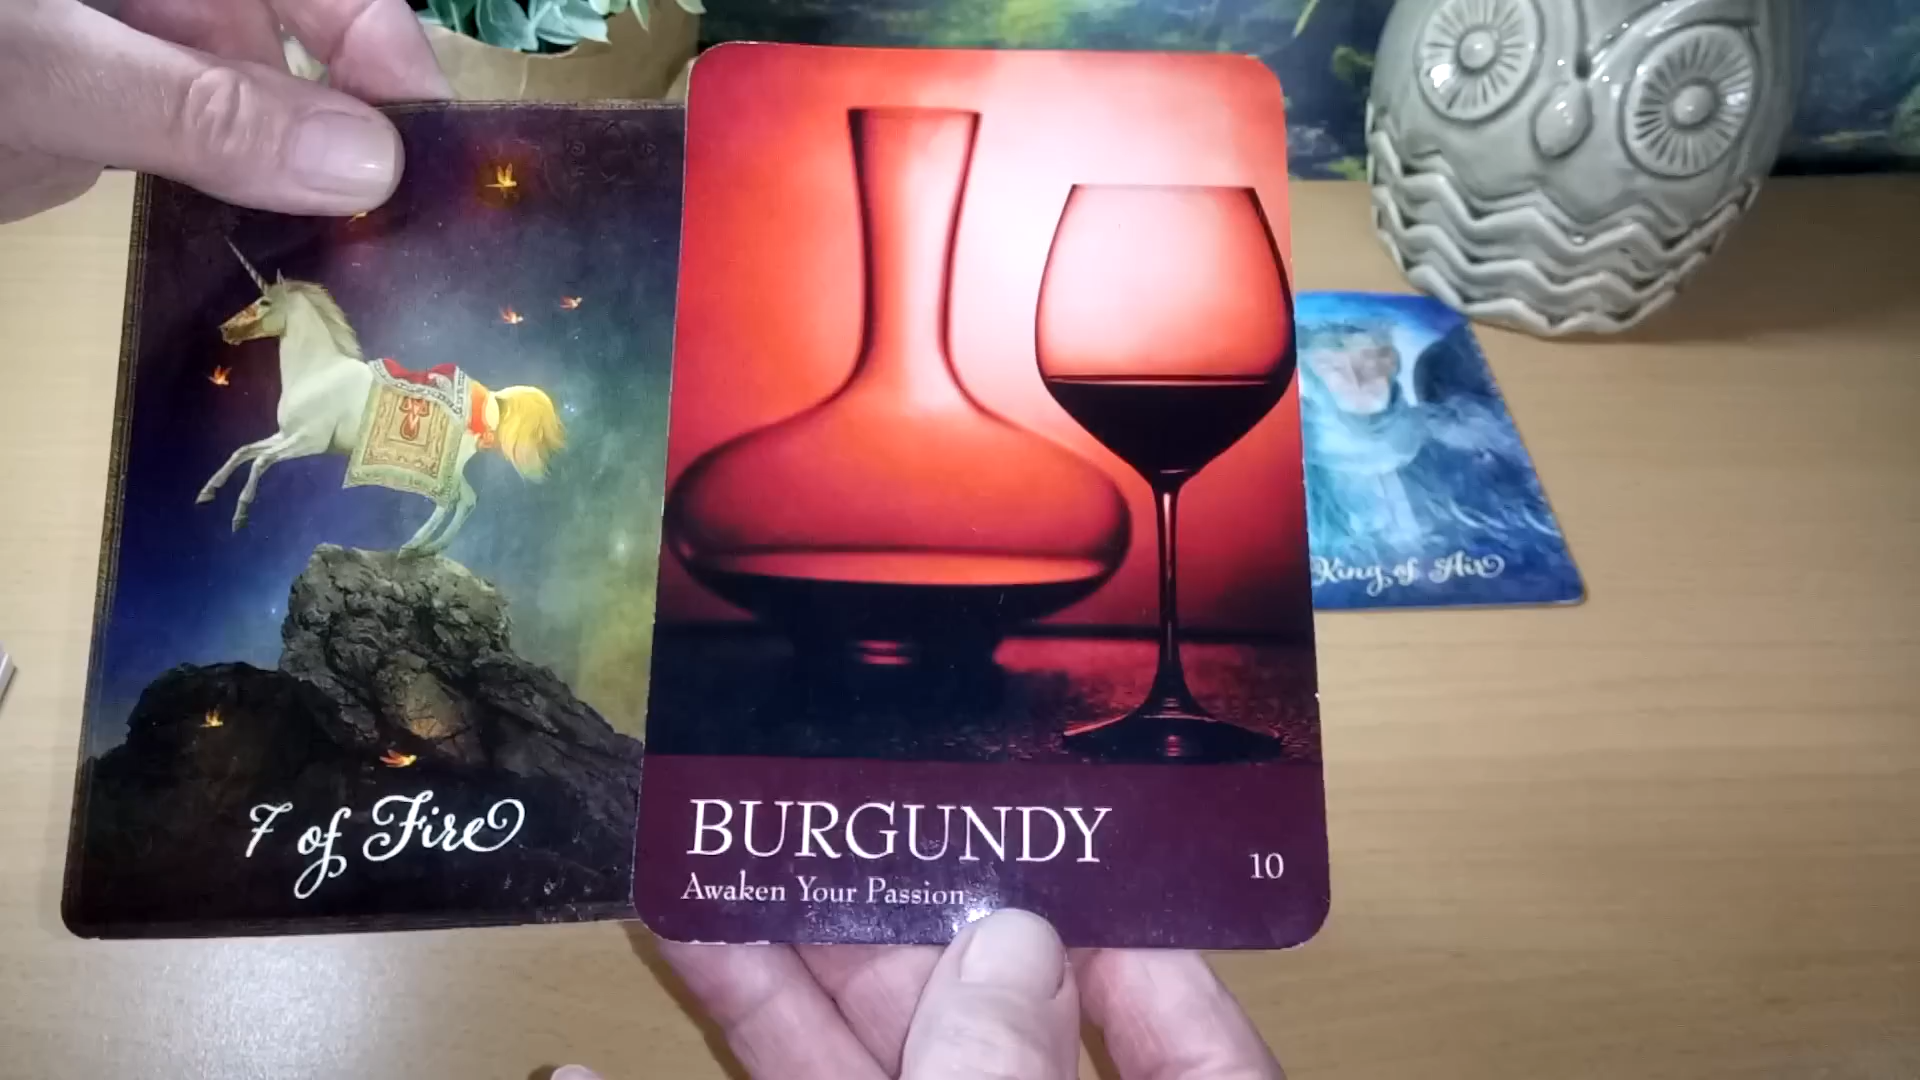 7 of Fire
BURGUNDY
Awaken Your Passion
10
King of Air